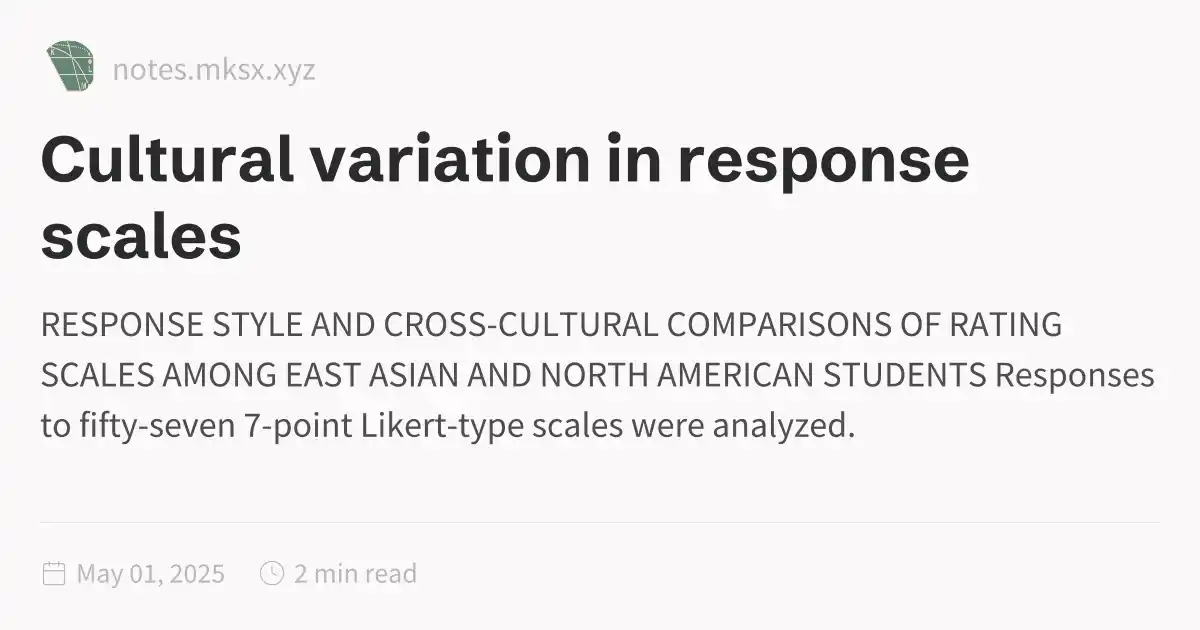 notes.mksx.xyz
Cultural variation in response
scales
RESPONSE STYLE AND CROSS-CULTURAL COMPARISONS OF RATING
SCALES AMONG EAST ASIAN AND NORTH AMERICAN STUDENTS Responses
to fifty-seven 7-point Likert-type scales were analyzed.
May 01, 2025 2 min read